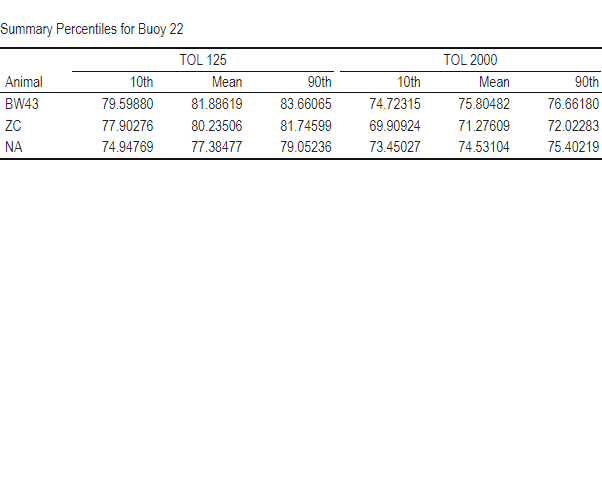 Summary Percentiles for Buoy 22
TOL 125 TOL 2000
Animal 10th Mean 90th 10th Mean 90th
BW43 79.59880 81.88619 83.66065 74.72315 75.80482 76.66180
ZC 77.90276 80.23506 81.74599 69.90924 71.27609 72.02283
NA 74.94769 77.38477 79.05236 73.45027 74.53104 75.40219